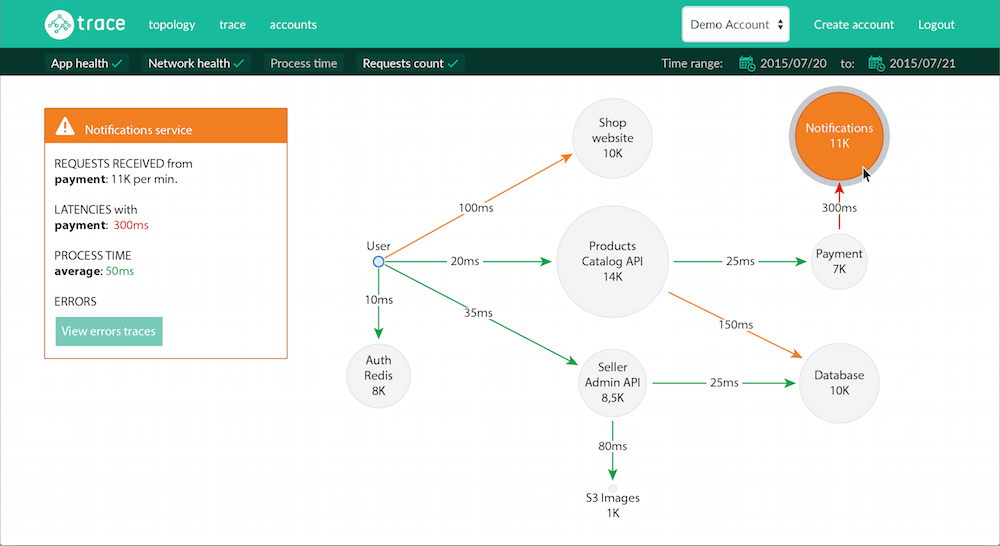 trace
topology
trace
accounts
Demo Account
Create account
Logout
App health
Network health
Process time
Requests count
Time range:
2015/07/20
to:
2015/07/21
Notifications service
REQUESTS RECEIVED from
payment: 11K per min.
LATENCIES with
payment: 300ms
PROCESS TIME
average: 50ms
ERRORS
View errors traces
Shop
website
10K
Notifications
11K
100ms
300ms
User
20ms
Products
Catalog API
14K
25ms
Payment
7K
10ms
35ms
150ms
Auth
Redis
8K
Seller
Admin API
8,5K
25ms
Database
10K
80ms
S3 Images
1K